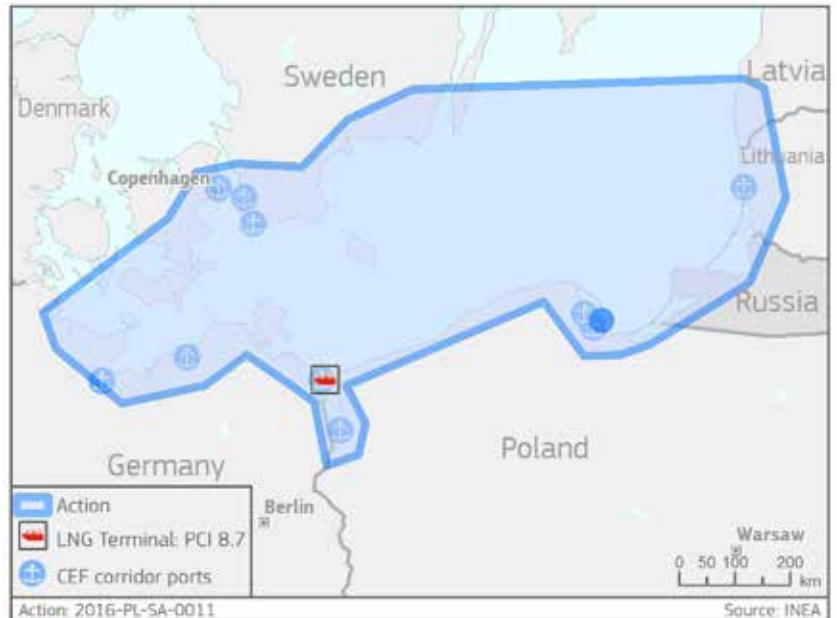 Sweden
Latvia
Denmark
Lithuania
Copenhagen
Russia
Poland
Germany
Berlin
Warsaw
Action
LNG Terminal: PCI 8.7
CEF corridor ports
0 50 100 200
km
Action: 2016-PL-SA-0011
Source: INEA